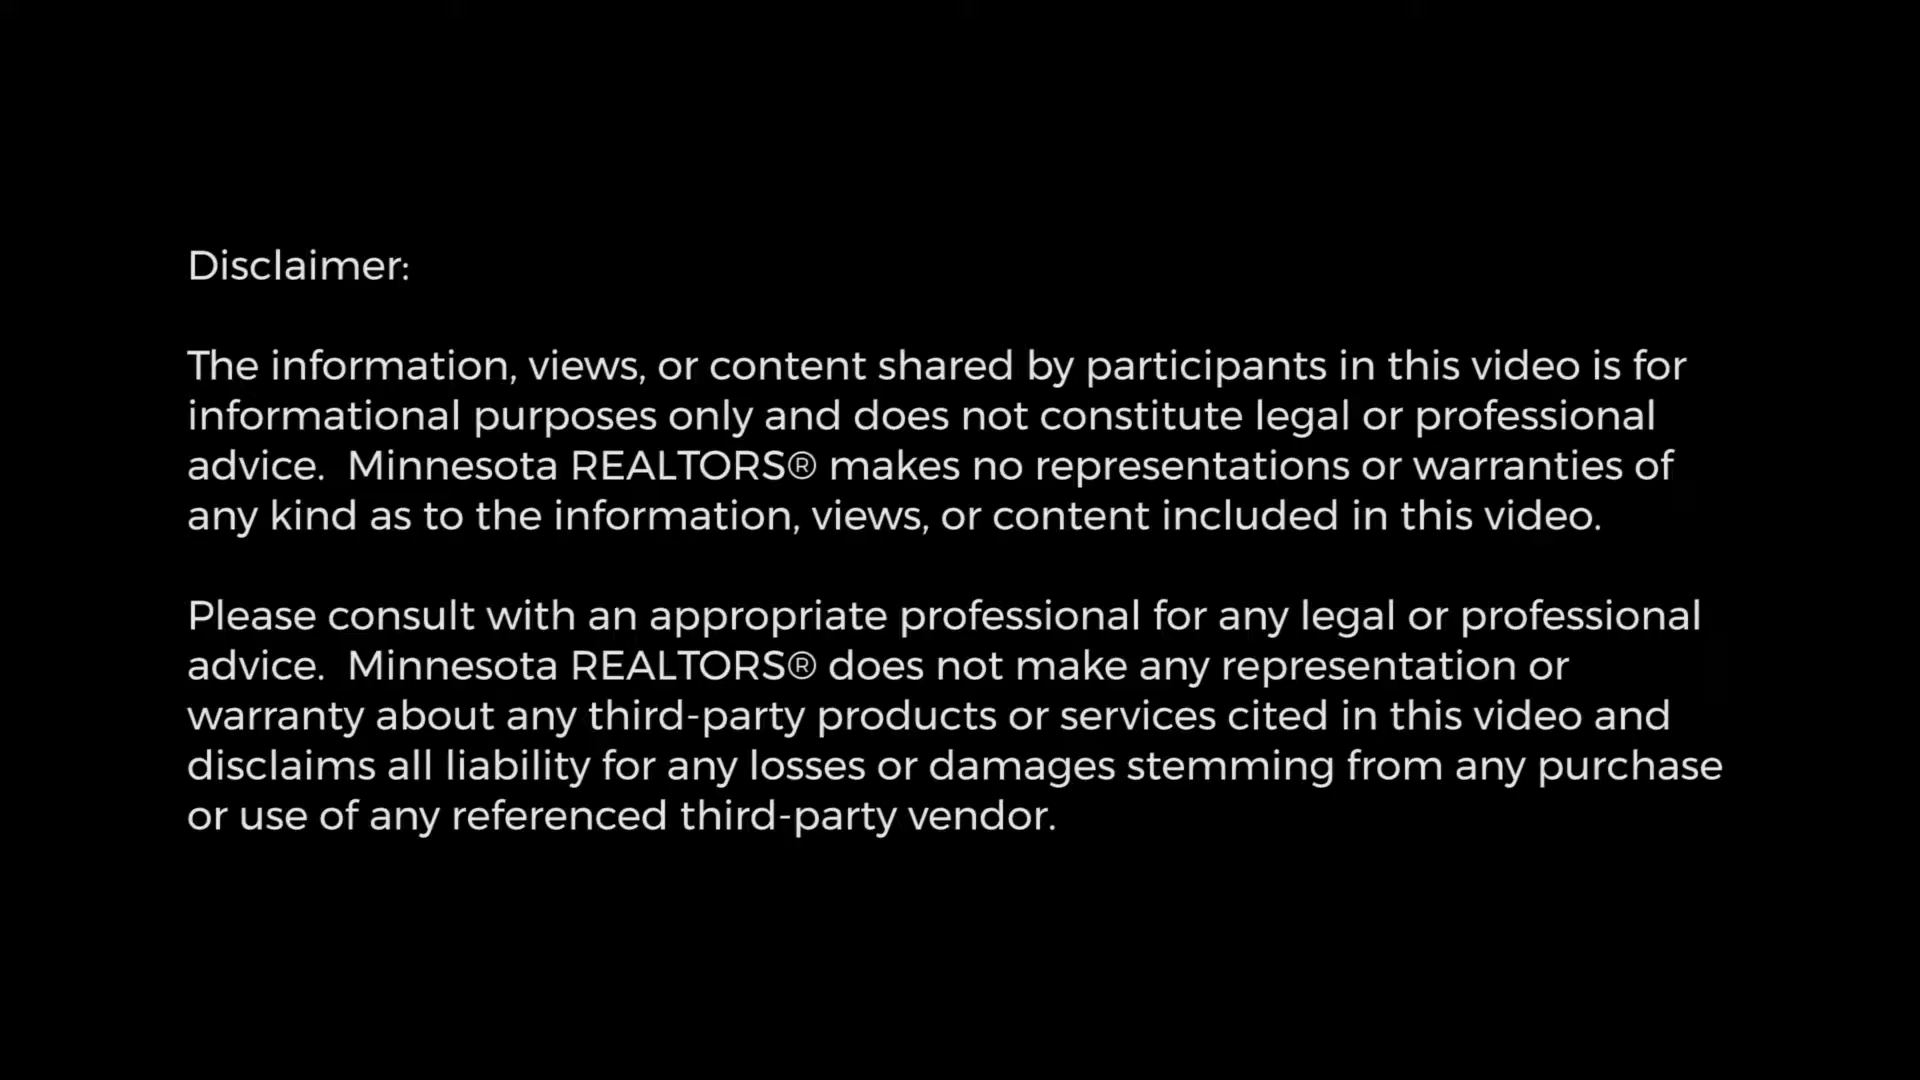 Disclaimer:
The information, views, or content shared by participants in this video is for
informational purposes only and does not constitute legal or professional
advice.  Minnesota REALTORS® makes no representations or warranties of
any kind as to the information, views, or content included in this video.
Please consult with an appropriate professional for any legal or professional
advice.  Minnesota REALTORS® does not make any representation or
warranty about any third-party products or services cited in this video and
disclaims all liability for any losses or damages stemming from any purchase
or use of any referenced third-party vendor.